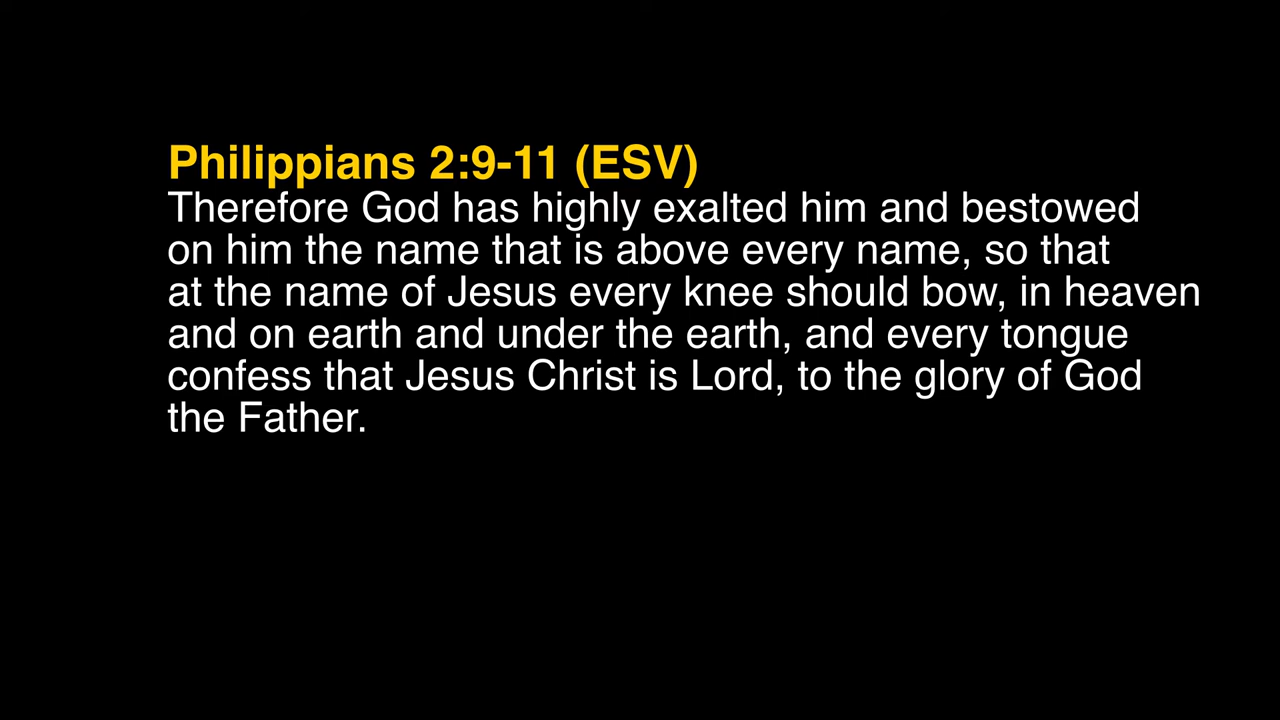 Philippians 2:9-11 (ESV)
Therefore God has highly exalted him and bestowed
on him the name that is above every name, so that
at the name of Jesus every knee should bow, in heaven
and on earth and under the earth, and every tongue
confess that Jesus Christ is Lord, to the glory of God
the Father.